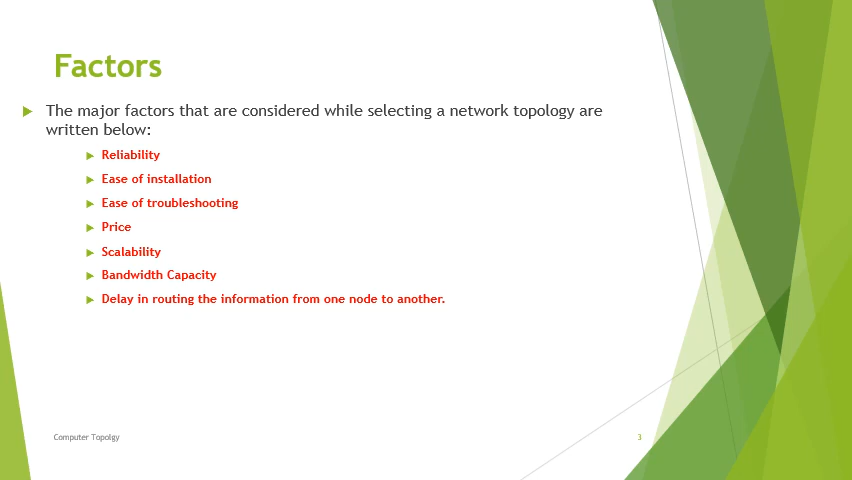 Factors
The major factors that are considered while selecting a network topology are
written below:
Reliability
Ease of installation
Ease of troubleshooting
Price
Scalability
Bandwidth Capacity
Delay in routing the information from one node to another.
Computer Topolgy
3